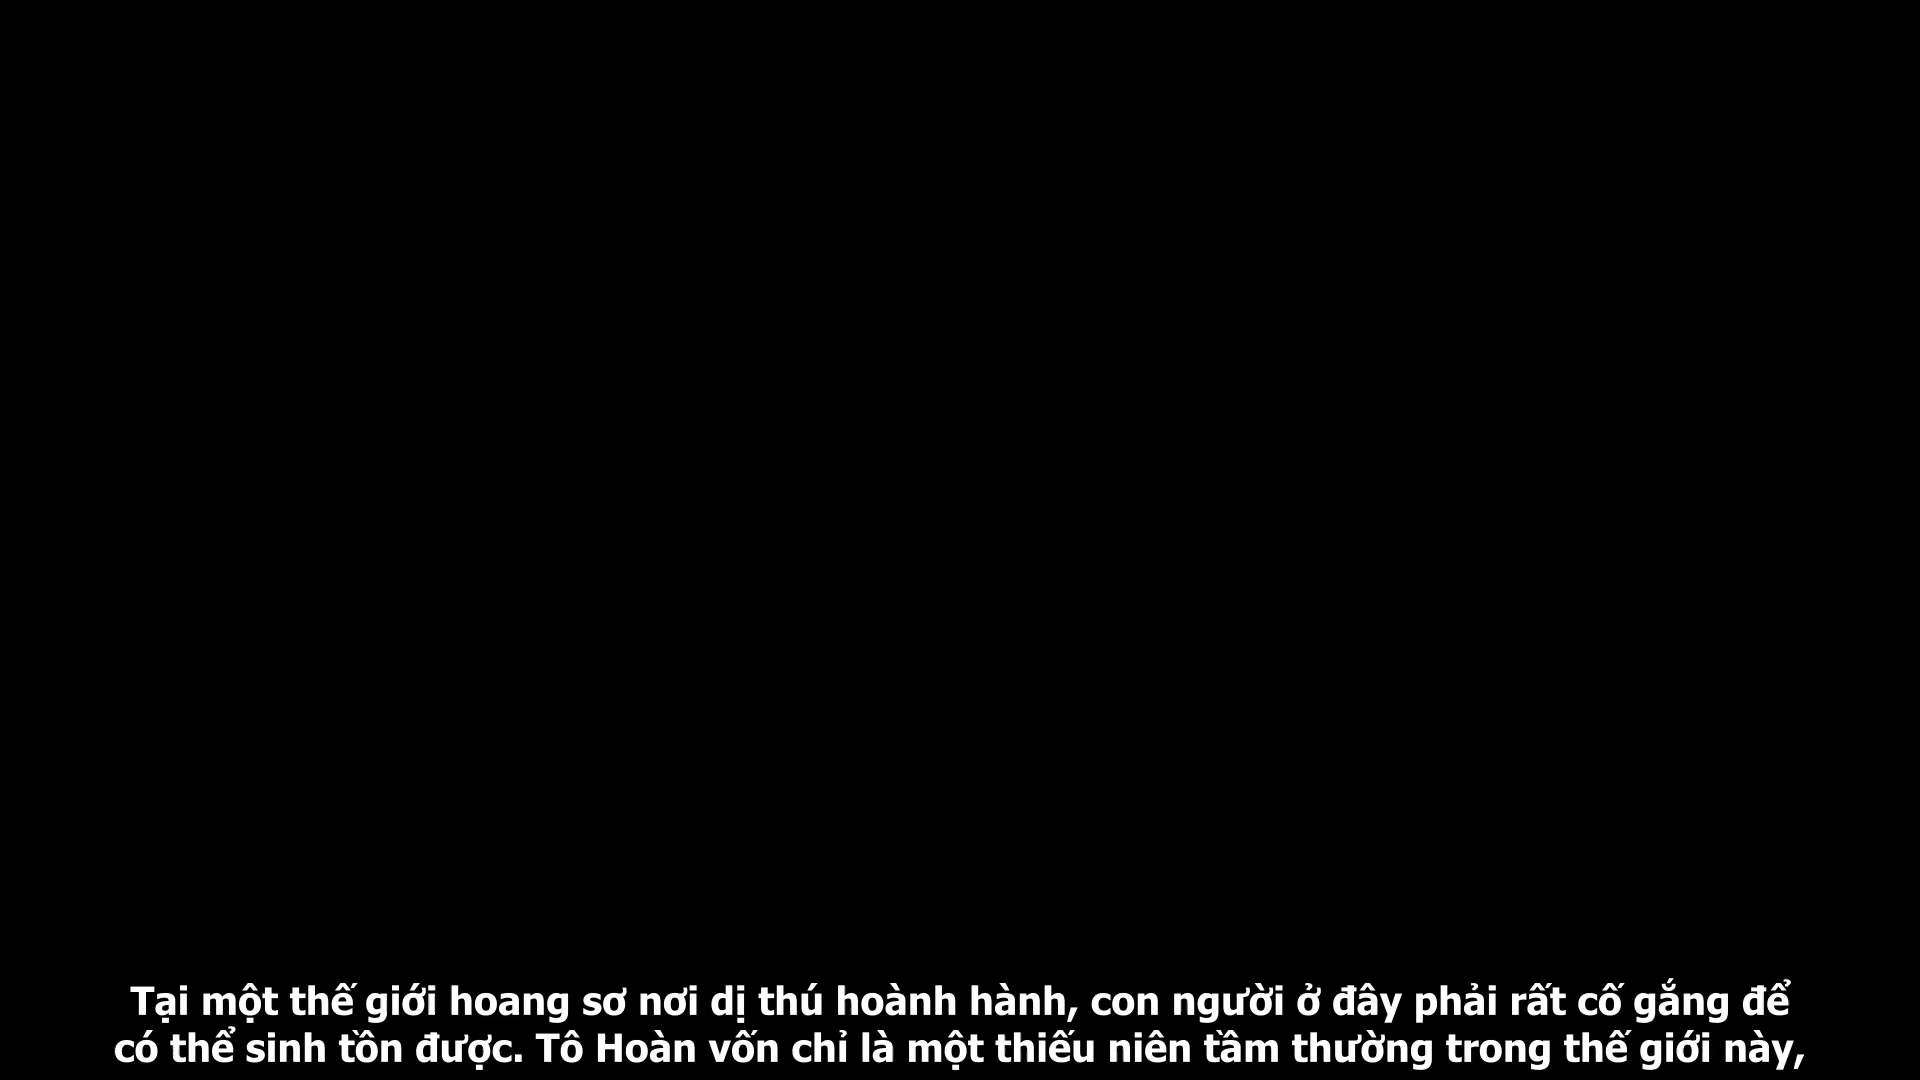 Tại một thế giới hoang sơ nơi dị thú hoành hành, con người ở đây phải rất cố gắng để
có thể sinh tồn được. Tô Hoàn vốn chỉ là một thiếu niên tầm thường trong thế giới này,